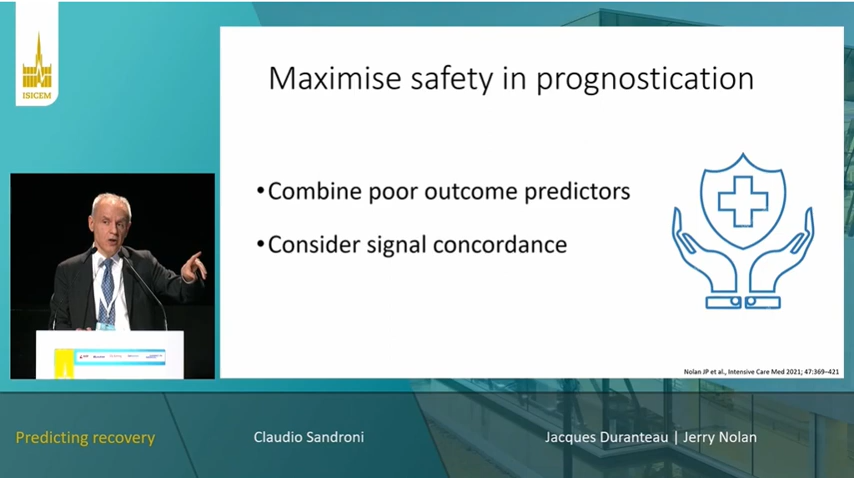 ISICEM
Maximise safety in prognostication
•Combine poor outcome predictors
•Consider signal concordance
Nolan JP et al., Intensive Care Med 2021; 47:369–421
Predicting recovery
Claudio Sandroni
Jacques Duranteau | Jerry Nolan